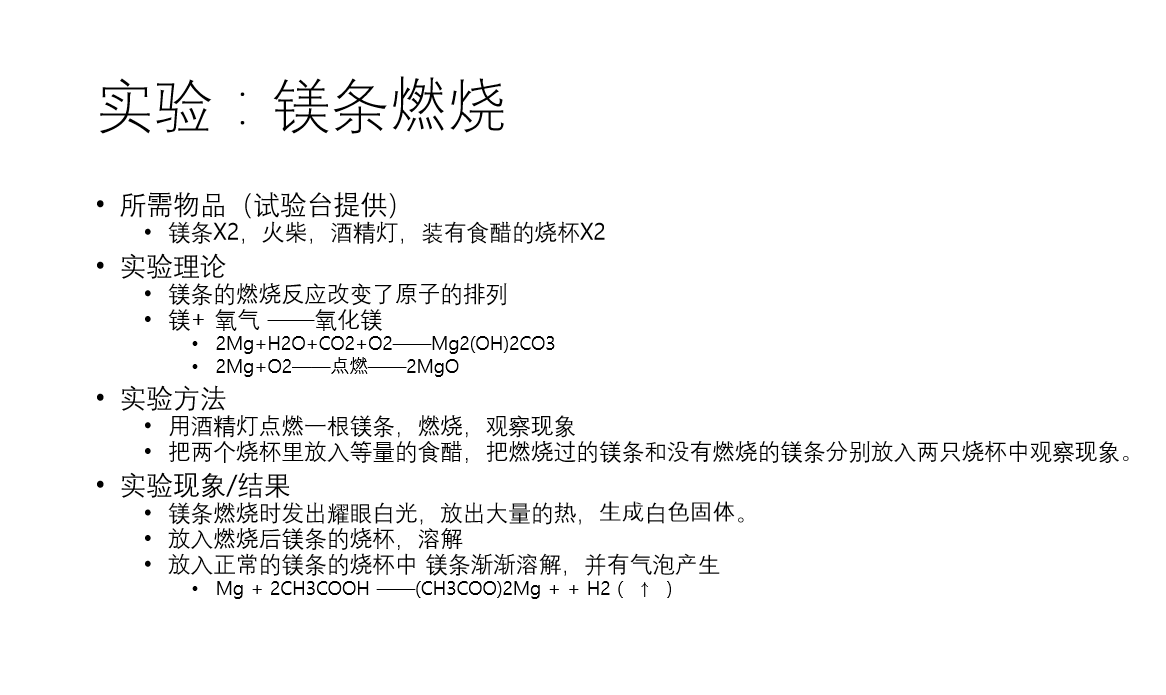 实验：镁条燃烧
• 所需物品（试验台提供）
• 镁条X2，火柴，酒精灯，装有食醋的烧杯X2
• 实验理论
• 镁条的燃烧反应改变了原子的排列
• 镁+ 氧气 ——氧化镁
• 2Mg+H2O+CO2+O2——Mg2(OH)2CO3
• 2Mg+O2——点燃——2MgO
• 实验方法
• 用酒精灯点燃一根镁条，燃烧，观察现象
• 把两个烧杯里放入等量的食醋，把燃烧过的镁条和没有燃烧的镁条分别放入两只烧杯中观察现象。
• 实验现象/结果
• 镁条燃烧时发出耀眼白光，放出大量的热，生成白色固体。
• 放入燃烧后镁条的烧杯，溶解
• 放入正常的镁条的烧杯中 镁条渐渐溶解，并有气泡产生
• Mg + 2CH3COOH ——(CH3COO)2Mg + + H2 ( ↑ )